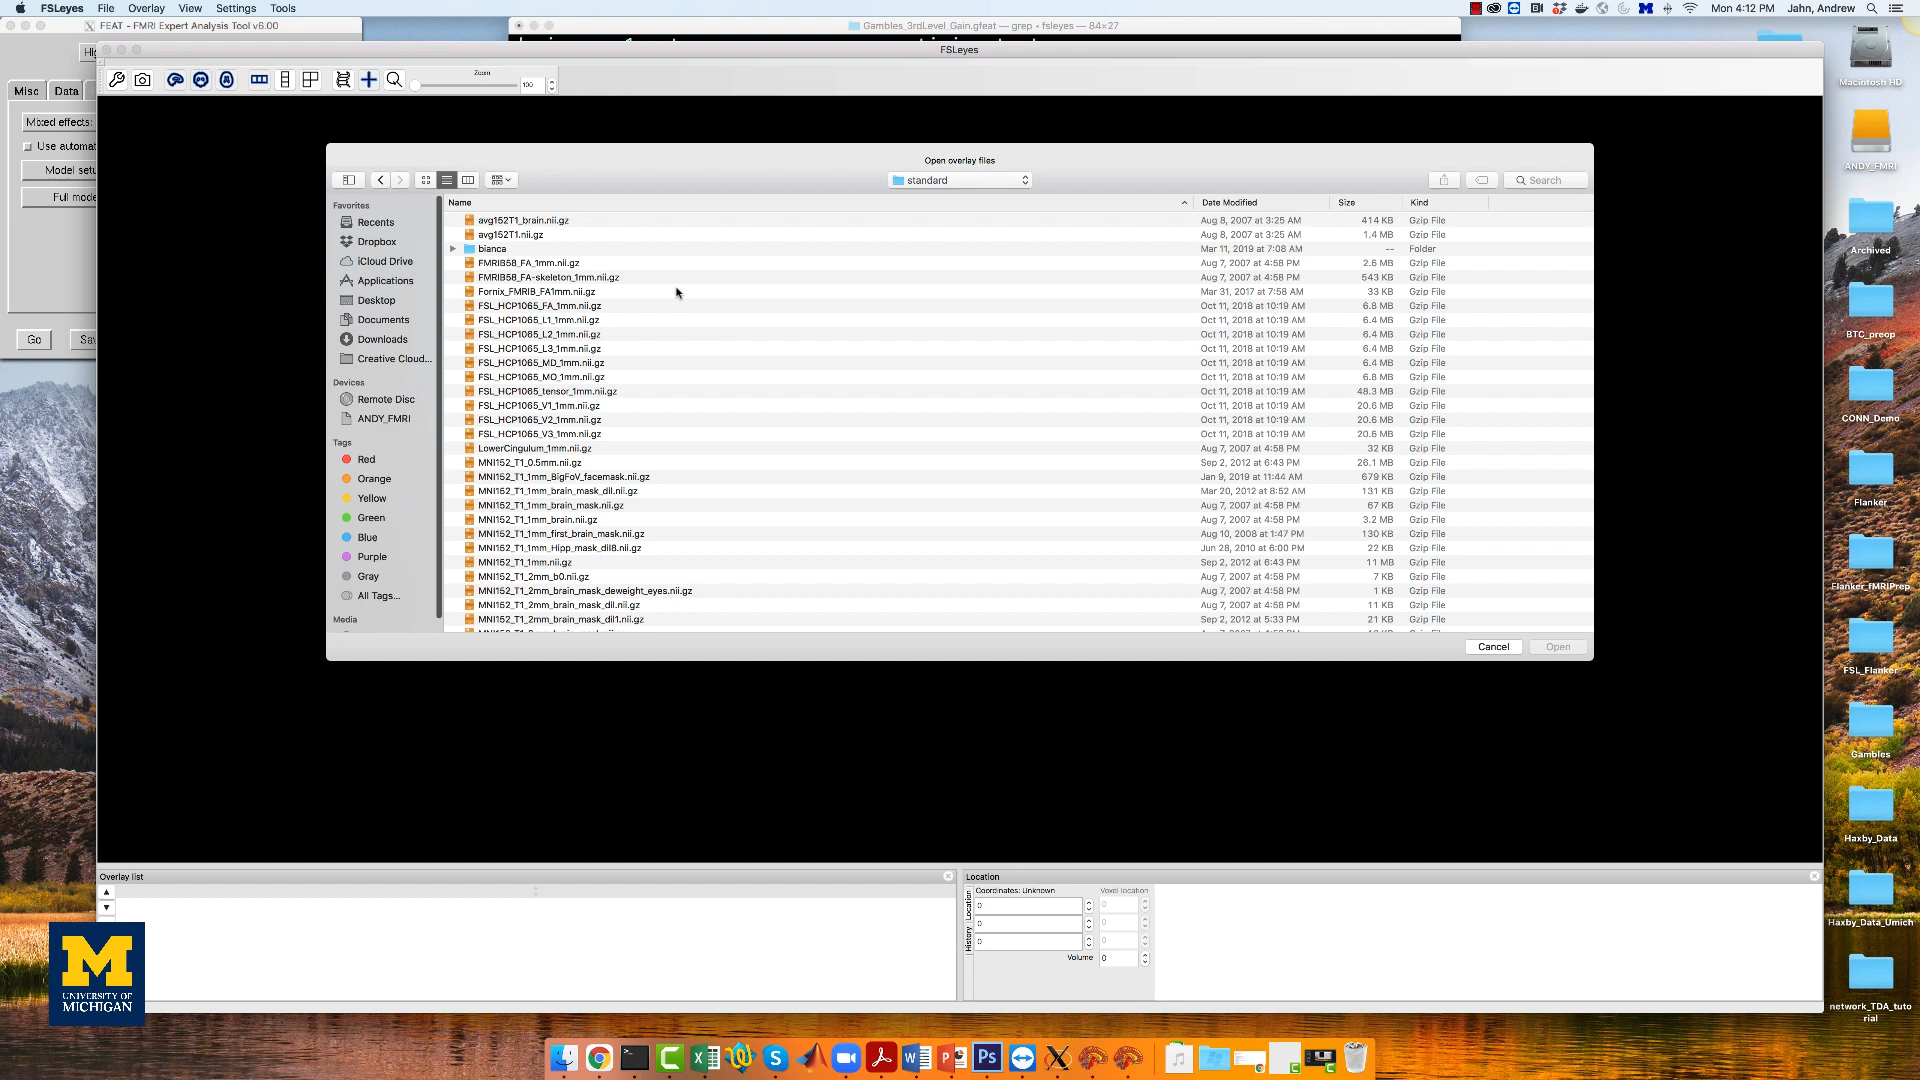 FSLeyes File Overlay View Settings Tools
Mon 4:12 PM Jahn, Andrew
FEAT - FMRI Expert Analysis Tool v6.00
Gambles_3rdLevel_Gain.gfeat — grep • fsleyes — 84×27
FSLeyes
Misc Data
Mixed effects:
Use automat
Model setu
Full mode
Go Sav
Zoom
100
Open overlay files
standard
Search
Favorites
Recents
Dropbox
iCloud Drive
Applications
Desktop
Documents
Downloads
Creative Cloud...
Devices
Remote Disc
ANDY_FMRI
Tags
Red
Orange
Yellow
Green
Blue
Purple
Gray
All Tags...
Media
Name Date Modified Size Kind
avg152T1_brain.nii.gz Aug 8, 2007 at 3:25 AM 414 KB Gzip File
avg152T1.nii.gz Aug 8, 2007 at 3:25 AM 1.4 MB Gzip File
bianca Mar 11, 2019 at 7:08 AM -- Folder
FMRIB58_FA_1mm.nii.gz Aug 7, 2007 at 4:58 PM 2.6 MB Gzip File
FMRIB58_FA-skeleton_1mm.nii.gz Aug 7, 2007 at 4:58 PM 543 KB Gzip File
Fornix_FMRIB_FA1mm.nii.gz Mar 31, 2017 at 7:58 AM 33 KB Gzip File
FSL_HCP1065_FA_1mm.nii.gz Oct 11, 2018 at 10:19 AM 6.8 MB Gzip File
FSL_HCP1065_L1_1mm.nii.gz Oct 11, 2018 at 10:19 AM 6.4 MB Gzip File
FSL_HCP1065_L2_1mm.nii.gz Oct 11, 2018 at 10:19 AM 6.4 MB Gzip File
FSL_HCP1065_L3_1mm.nii.gz Oct 11, 2018 at 10:19 AM 6.4 MB Gzip File
FSL_HCP1065_MD_1mm.nii.gz Oct 11, 2018 at 10:19 AM 6.4 MB Gzip File
FSL_HCP1065_MO_1mm.nii.gz Oct 11, 2018 at 10:19 AM 6.8 MB Gzip File
FSL_HCP1065_tensor_1mm.nii.gz Oct 11, 2018 at 10:19 AM 48.3 MB Gzip File
FSL_HCP1065_V1_1mm.nii.gz Oct 11, 2018 at 10:19 AM 20.6 MB Gzip File
FSL_HCP1065_V2_1mm.nii.gz Oct 11, 2018 at 10:19 AM 20.6 MB Gzip File
FSL_HCP1065_V3_1mm.nii.gz Oct 11, 2018 at 10:19 AM 20.6 MB Gzip File
LowerCingulum_1mm.nii.gz Aug 7, 2007 at 4:58 PM 32 KB Gzip File
MNI152_T1_0.5mm.nii.gz Sep 2, 2012 at 6:43 PM 26.1 MB Gzip File
MNI152_T1_1mm_BigFoV_facemask.nii.gz Jan 9, 2019 at 11:44 AM 679 KB Gzip File
MNI152_T1_1mm_brain_mask_dil.nii.gz Mar 20, 2012 at 8:52 AM 131 KB Gzip File
MNI152_T1_1mm_brain_mask.nii.gz Aug 7, 2007 at 4:58 PM 67 KB Gzip File
MNI152_T1_1mm_brain.nii.gz Aug 7, 2007 at 4:58 PM 3.2 MB Gzip File
MNI152_T1_1mm_first_brain_mask.nii.gz Aug 10, 2008 at 1:47 PM 130 KB Gzip File
MNI152_T1_1mm_Hipp_mask_dil8.nii.gz Jun 28, 2010 at 6:00 PM 22 KB Gzip File
MNI152_T1_1mm.nii.gz Sep 2, 2012 at 6:43 PM 11 MB Gzip File
MNI152_T1_2mm_b0.nii.gz Aug 7, 2007 at 4:58 PM 7 KB Gzip File
MNI152_T1_2mm_brain_mask_deweight_eyes.nii.gz Aug 7, 2007 at 4:58 PM 1 KB Gzip File
MNI152_T1_2mm_brain_mask_dil.nii.gz Aug 7, 2007 at 4:58 PM 11 KB Gzip File
MNI152_T1_2mm_brain_mask_dil1.nii.gz Sep 2, 2012 at 5:33 PM 21 KB Gzip File
Cancel Open
Overlay list
Location
Location
History
Coordinates: Unknown Voxel location
0 0
0 0
0 0
Volume 0
M
UNIVERSITY OF
MICHIGAN
Macintosh HD
ANDY_FMRI
Archived
BTC_preop
CONN_Demo
Flanker
Flanker_fMRIPrep
FSL_Flanker
Gambles
Haxby_Data
Haxby_Data_Umich
network_TDA_tuto
rial